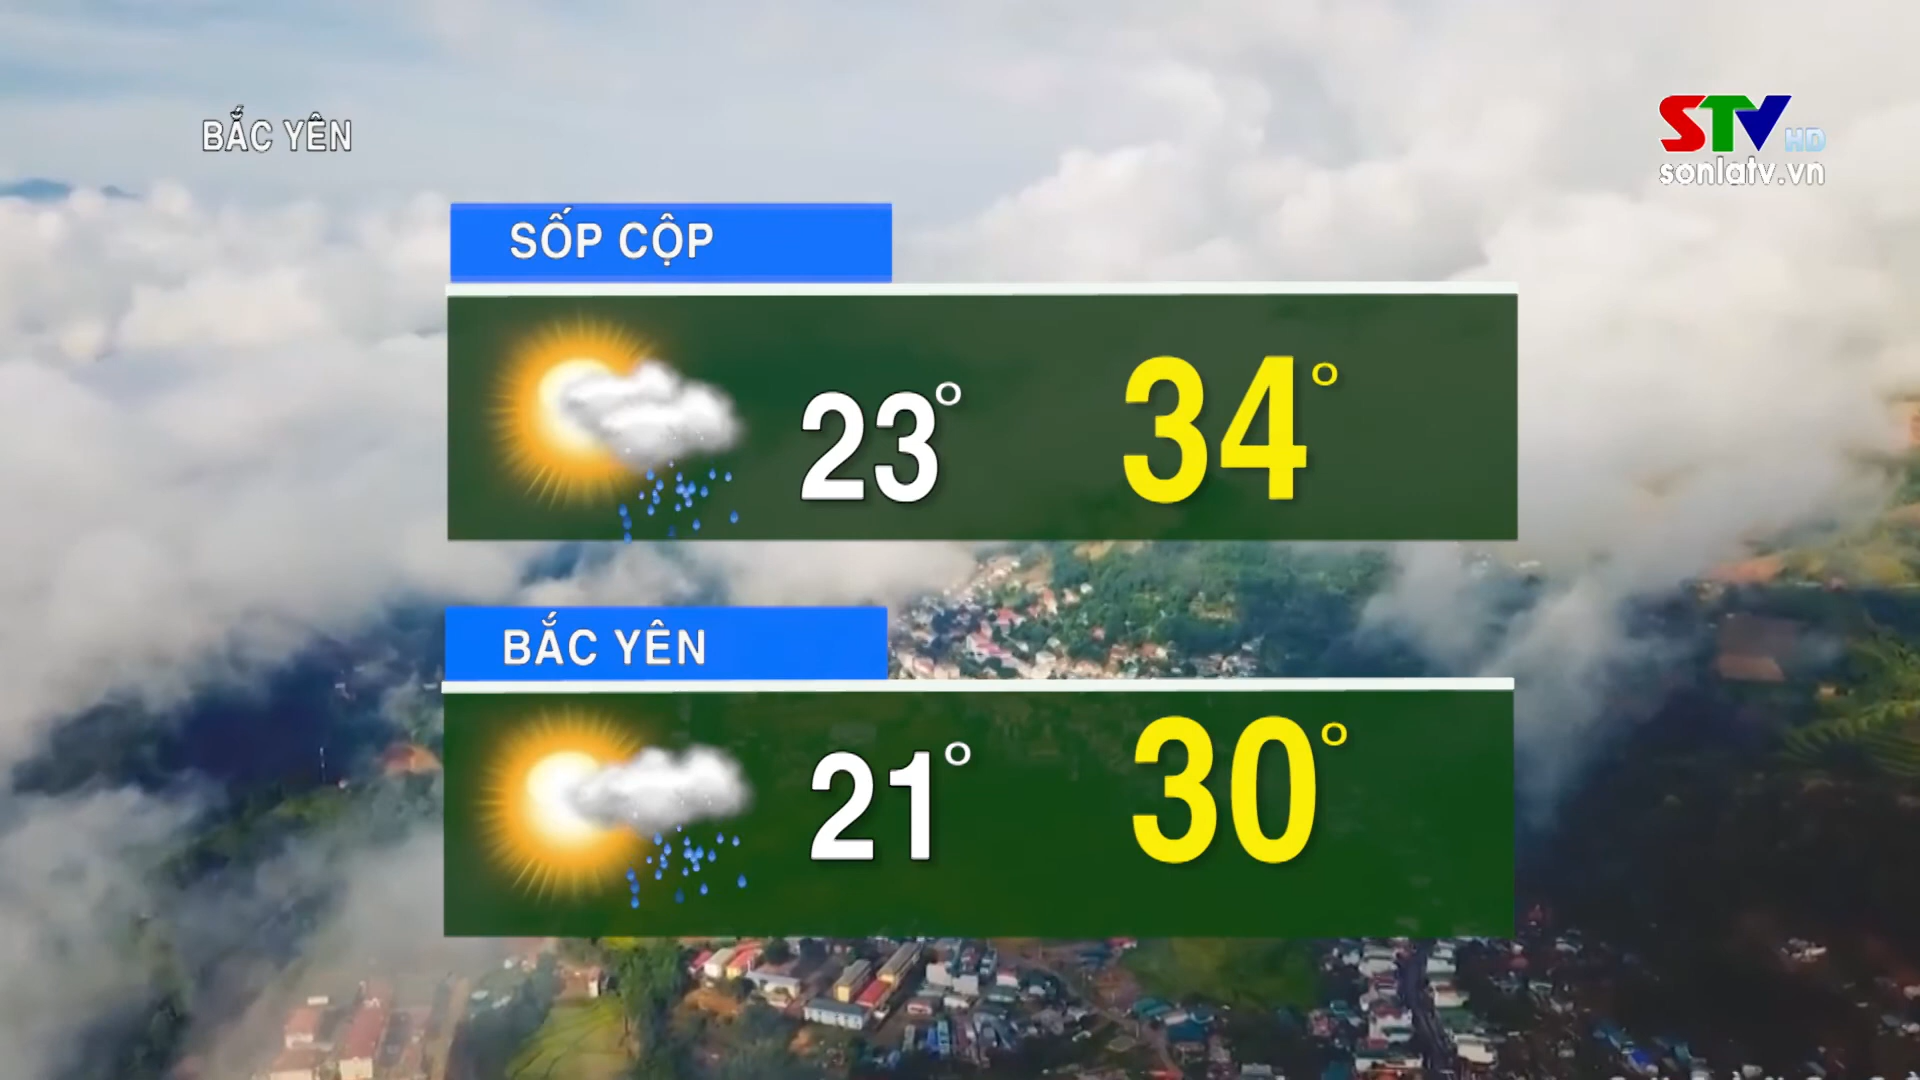 BẮC YÊN
STV HD
sonlatv.vn
SỐP CỘP
23° 34°
BẮC YÊN
21° 30°